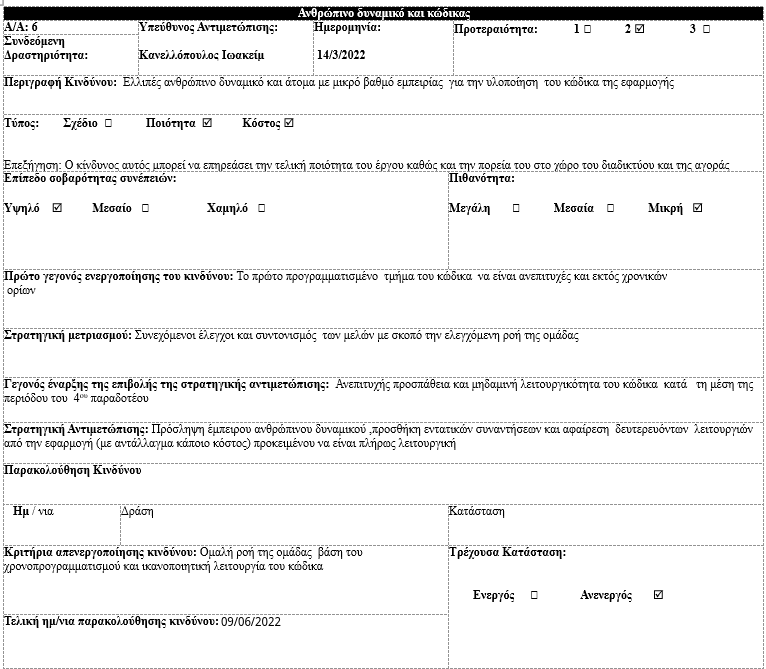 Ανθρώπινο δυναμικό και κώδικας
Α/Α: 6 Υπεύθυνος Αντιμετώπισης: Ημερομηνία: Προτεραιότητα: 1 ☐ 2 ☑ 3 ☐
Συνδεόμενη
Δραστηριότητα: Κανελλόπουλος Ιωακείμ 14/3/2022
Περιγραφή Κινδύνου: Ελλιπές ανθρώπινο δυναμικό και άτομα με μικρό βαθμό εμπειρίας για την υλοποίηση του κώδικα της εφαρμογής
Τύπος: Σχέδιο ☐ Ποιότητα ☑ Κόστος ☑
Επεξήγηση: Ο κίνδυνος αυτός μπορεί να επηρεάσει την τελική ποιότητα του έργου καθώς και την πορεία του στο χώρο του διαδικτύου και της αγοράς
Επίπεδο σοβαρότητας συνέπειών: Πιθανότητα:
Υψηλό ☑ Μεσαίο ☐ Χαμηλό ☐ Μεγάλη ☐ Μεσαία ☐ Μικρή ☑
Πρώτο γεγονός ενεργοποίησης του κινδύνου: Το πρώτο προγραμματισμένο τμήμα του κώδικα να είναι ανεπιτυχές και εκτός χρονικών
ορίων
Στρατηγική μετριασμού: Συνεχόμενοι έλεγχοι και συντονισμός των μελών με σκοπό την ελεγχόμενη ροή της ομάδας
Γεγονός έναρξης της επιβολής της στρατηγικής αντιμετώπισης: Ανεπιτυχής προσπάθεια και μηδαμινή λειτουργικότητα του κώδικα κατά τη μέση της
περιόδου του 4ου παραδοτέου
Στρατηγική Αντιμετώπισης: Πρόσληψη έμπειρου ανθρώπινου δυναμικού ,προσθήκη εντατικών συναντήσεων και αφαίρεση δευτερευόντων λειτουργιών
από την εφαρμογή (με αντάλλαγμα κάποιο κόστος) προκειμένου να είναι πλήρως λειτουργική
Παρακολούθηση Κινδύνου
Ημ / νια Δράση Κατάσταση
Κριτήρια απενεργοποίησης κινδύνου: Ομαλή ροή της ομάδας βάση του Τρέχουσα Κατάσταση:
χρονοπρογραμματισμού και ικανοποιητική λειτουργία του κώδικα
Ενεργός ☐ Ανενεργός ☑
Τελική ημ/νια παρακολούθησης κινδύνου: 09/06/2022